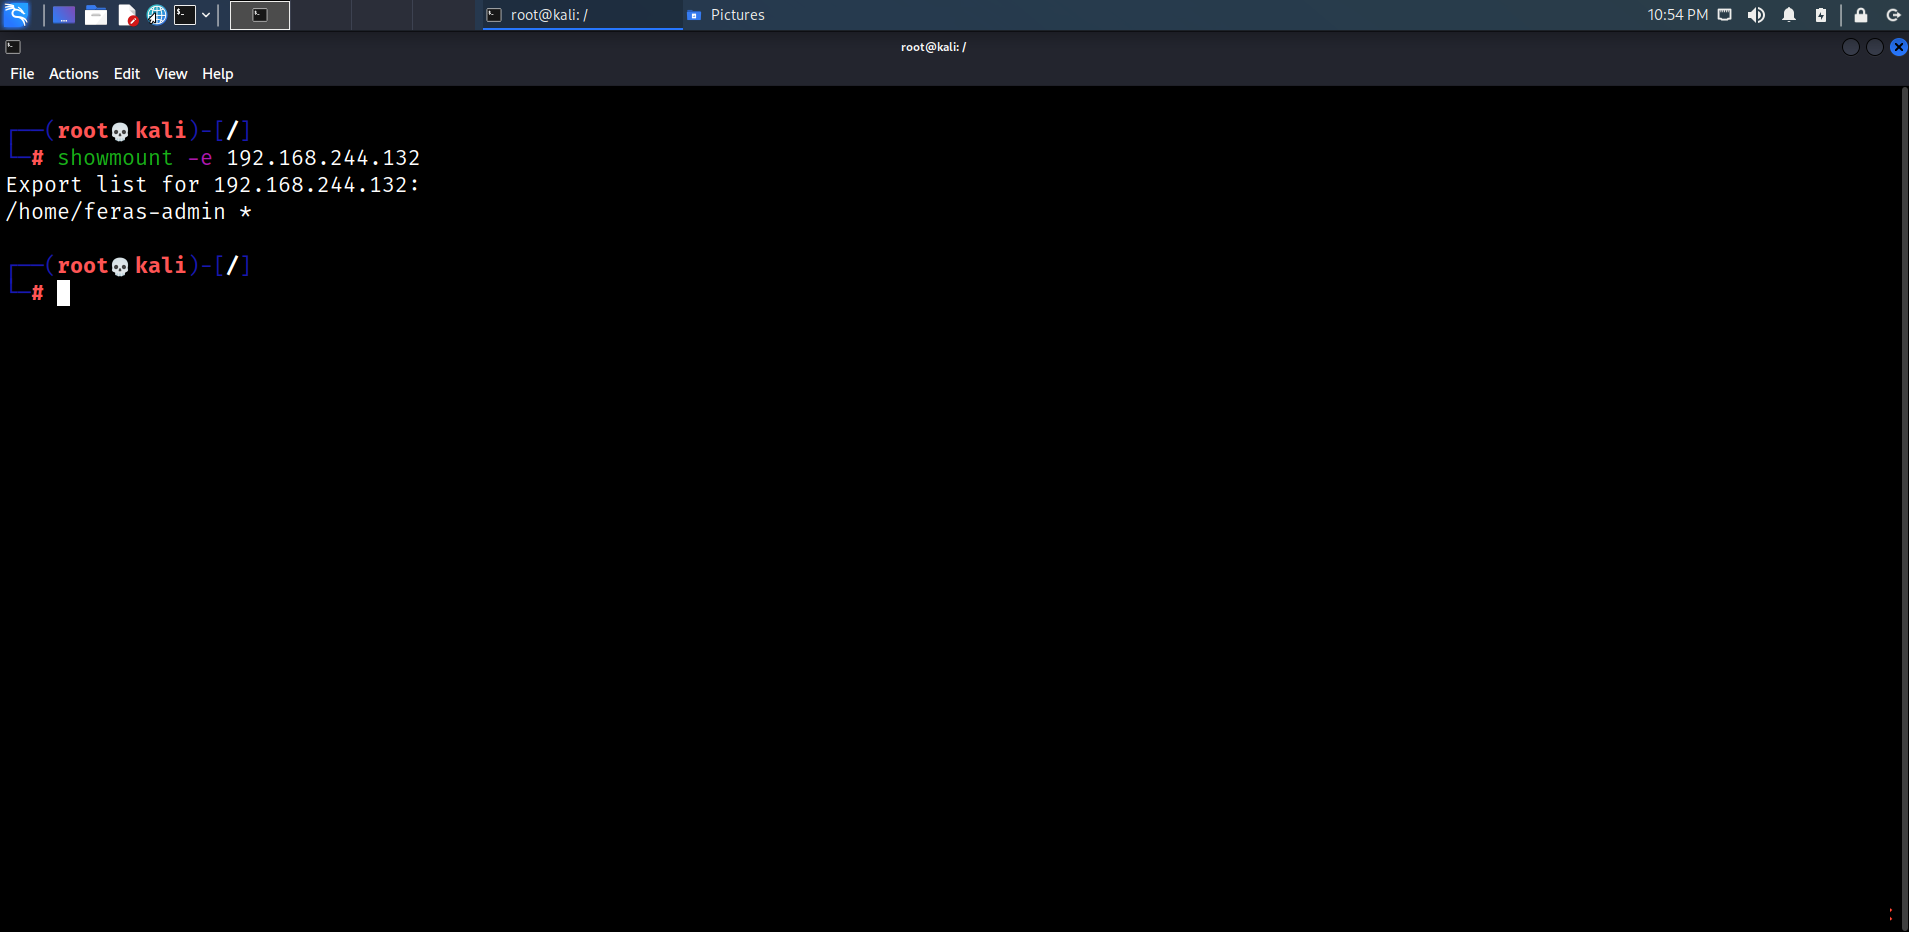 root@kali: /
Pictures
10:54 PM
root@kali: /
File Actions Edit View Help
┌──(root💀kali)-[/]
└─# showmount -e 192.168.244.132
Export list for 192.168.244.132:
/home/feras-admin *
┌──(root💀kali)-[/]
└─#